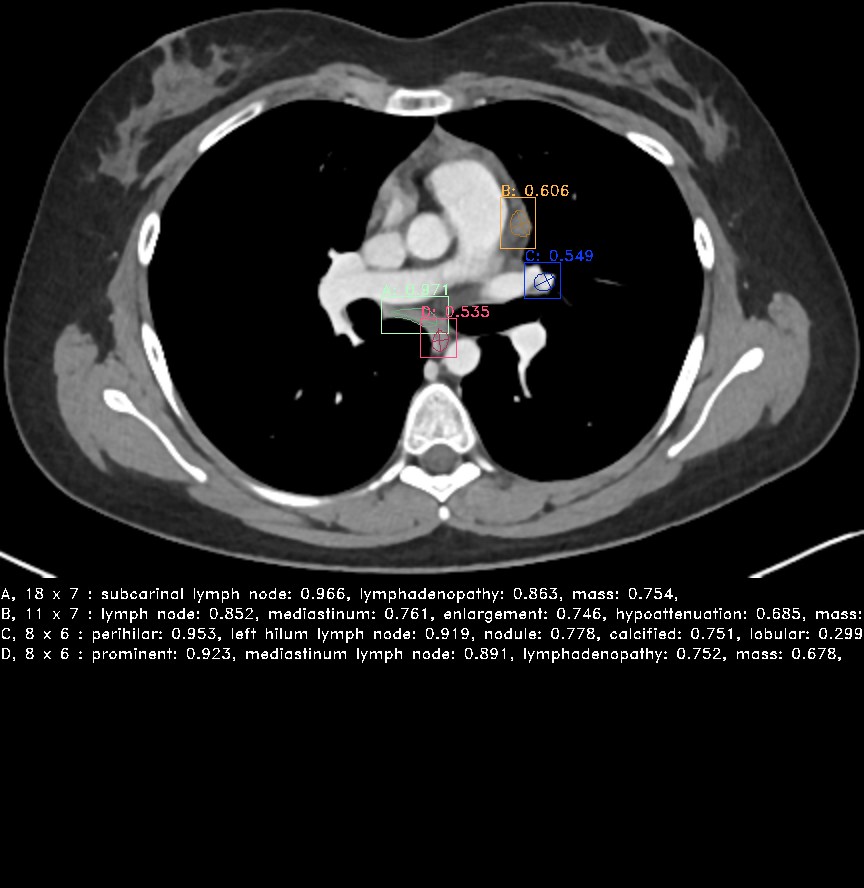 B: 0.606
C: 0.549
A: 0.971
D: 0.535
A, 18 x 7 : subcarinal lymph node: 0.966, lymphadenopathy: 0.863, mass: 0.754,
B, 11 x 7 : lymph node: 0.852, mediastinum: 0.761, enlargement: 0.746, hypoattenuation: 0.685, mass:
C, 8 x 6 : perihilar: 0.953, left hilum lymph node: 0.919, nodule: 0.778, calcified: 0.751, lobular: 0.299
D, 8 x 6 : prominent: 0.923, mediastinum lymph node: 0.891, lymphadenopathy: 0.752, mass: 0.678,